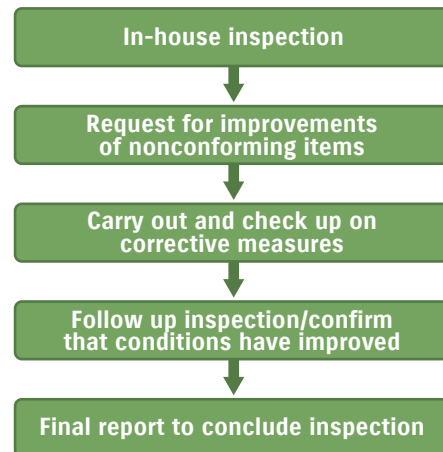 In-house inspection
Request for improvements
of nonconforming items
Carry out and check up on
corrective measures
Follow up inspection/confirm
that conditions have improved
Final report to conclude inspection